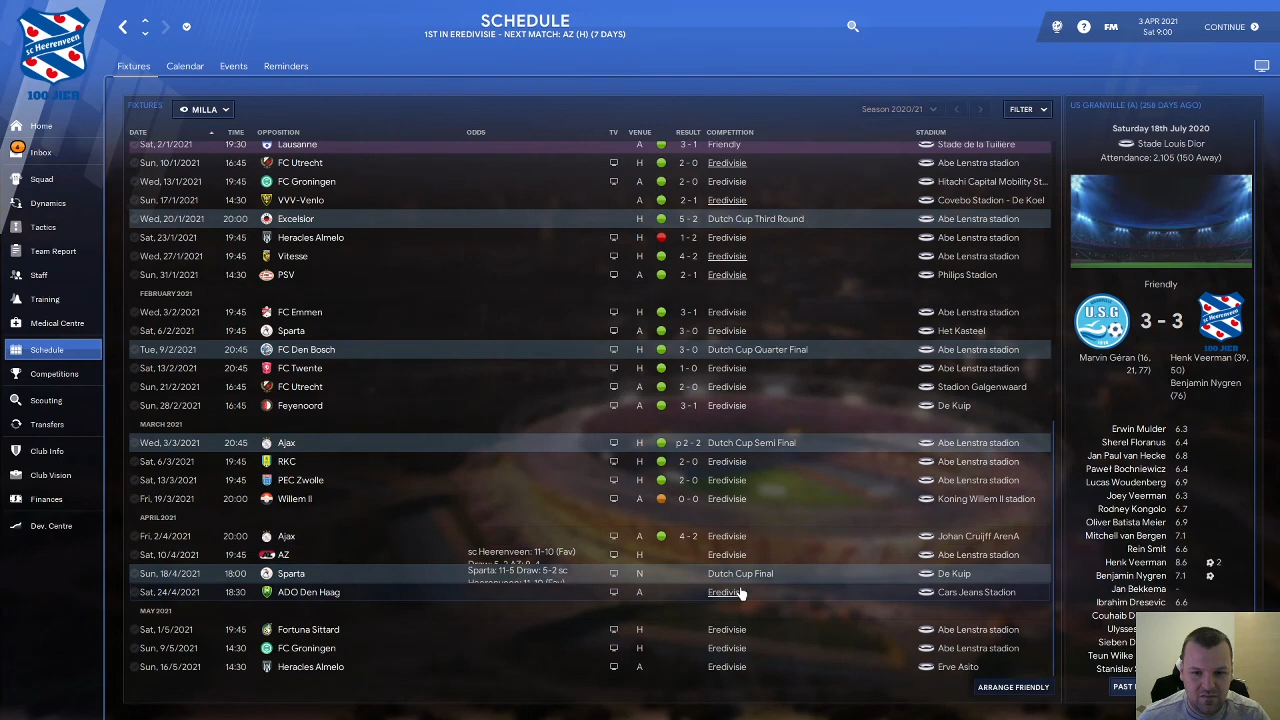 SCHEDULE
1ST IN EREDIVISIE - NEXT MATCH: AZ (H) (7 DAYS)
3 APR 2021
Sat 9:00
FM
CONTINUE
sc Heerenveen
100 JIER
Fixtures Calendar Events Reminders
Home
Inbox
Squad
Dynamics
Tactics
Team Report
Staff
Training
Medical Centre
Schedule
Competitions
Scouting
Transfers
Club Info
Club Vision
Finances
Dev. Centre
FIXTURES MILLA Season 2020/21 FILTER
DATE TIME OPPOSITION ODDS TV VENUE RESULT COMPETITION STADIUM
Sat, 2/1/2021 19:30 Lausanne A 3 - 1 Friendly Stade de la Tuilière
Sun, 10/1/2021 16:45 FC Utrecht H 2 - 0 Eredivisie Abe Lenstra stadion
Wed, 13/1/2021 19:45 FC Groningen A 2 - 0 Eredivisie Hitachi Capital Mobility St...
Sun, 17/1/2021 19:45 VVV-Venlo A 2 - 1 Eredivisie Covebo Stadion - De Koel
Wed, 20/1/2021 20:00 Excelsior H 5 - 2 Dutch Cup Third Round Abe Lenstra stadion
Sat, 23/1/2021 19:45 Heracles Almelo H 1 - 2 Eredivisie Abe Lenstra stadion
Wed, 27/1/2021 19:45 Vitesse H 4 - 2 Eredivisie Abe Lenstra stadion
Sun, 31/1/2021 14:30 PSV A 2 - 1 Eredivisie Philips Stadion
FEBRUARY 2021
Wed, 3/2/2021 19:45 FC Emmen H 3 - 1 Eredivisie Abe Lenstra stadion
Sat, 6/2/2021 19:45 Sparta A 3 - 0 Eredivisie Het Kasteel
Tue, 9/2/2021 20:45 FC Den Bosch H 3 - 0 Dutch Cup Quarter Final Abe Lenstra stadion
Sat, 13/2/2021 20:45 FC Twente H 1 - 0 Eredivisie Abe Lenstra stadion
Sun, 21/2/2021 16:45 FC Utrecht A 2 - 0 Eredivisie Stadion Galgenwaard
Sun, 28/2/2021 16:45 Feyenoord A 3 - 1 Eredivisie De Kuip
MARCH 2021
Wed, 3/3/2021 20:45 Ajax H p 2 - 2 Dutch Cup Semi Final Abe Lenstra stadion
Sat, 6/3/2021 19:45 RKC H 2 - 0 Eredivisie Abe Lenstra stadion
Sat, 13/3/2021 19:45 PEC Zwolle H 2 - 0 Eredivisie Abe Lenstra stadion
Fri, 19/3/2021 20:00 Willem II A 0 - 0 Eredivisie Koning Willem II stadion
APRIL 2021
Fri, 2/4/2021 20:00 Ajax A 4 - 2 Eredivisie Johan Cruijff ArenA
Sat, 10/4/2021 19:45 AZ sc Heerenveen: 11-10 (Fav) H Eredivisie Abe Lenstra stadion
Sun, 18/4/2021 18:00 Sparta Sparta: 11-5 Draw: 5-2 sc Heerenveen: 11-10 (Fav) N Dutch Cup Final De Kuip
Sat, 24/4/2021 18:30 ADO Den Haag A Eredivisie Cars Jeans Stadion
MAY 2021
Sat, 1/5/2021 19:45 Fortuna Sittard H Eredivisie Abe Lenstra stadion
Sun, 9/5/2021 14:30 FC Groningen H Eredivisie Abe Lenstra stadion
Sun, 16/5/2021 14:30 Heracles Almelo A Eredivisie Erve Asito
ARRANGE FRIENDLY
US GRANVILLE (A) (258 DAYS AGO)
Saturday 18th July 2020
Stade Louis Dior
Attendance: 2,105 (150 Away)
Friendly
U.S.G
3 - 3
100 JIER
Marvin Géran (16, 21, 77)
Henk Veerman (39, 50)
Benjamin Nygren (76)
Erwin Mulder 6.3
Sherel Floranus 6.4
Jan Paul van Hecke 6.8
Paweł Bochniewicz 6.4
Lucas Woudenberg 6.9
Joey Veerman 6.3
Rodney Kongolo 6.7
Oliver Batista Meier 6.9
Mitchell van Bergen 7.1
Rein Smit 6.6
Henk Veerman 8.6 2
Benjamin Nygren 7.1
Jan Bekkema -
Ibrahim Dresevic 6.6
Couhaib D
Ulysses
Sieben D
Teun Wilke
Stanislav
PAST